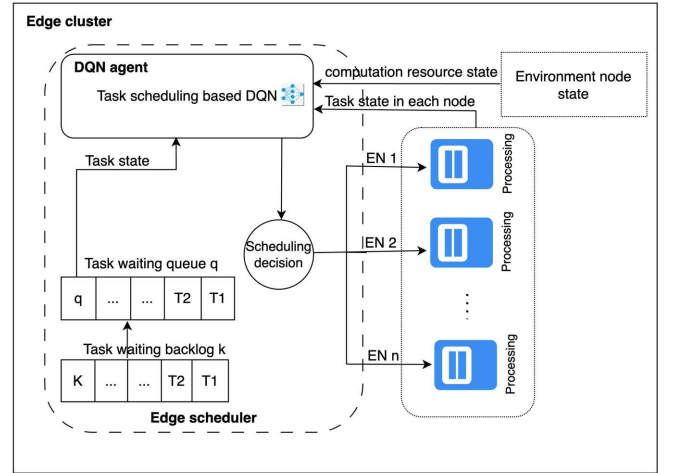 Edge cluster
DQN agent
Task scheduling based DQN
computation resource state
Environment node
state
Task state in each node
Task state
EN 1
Processing
Scheduling
decision
EN 2
Processing
Task waiting queue q
q ... ... T2 T1
Task waiting backlog k
K ... ... T2 T1
EN n
Processing
Edge scheduler